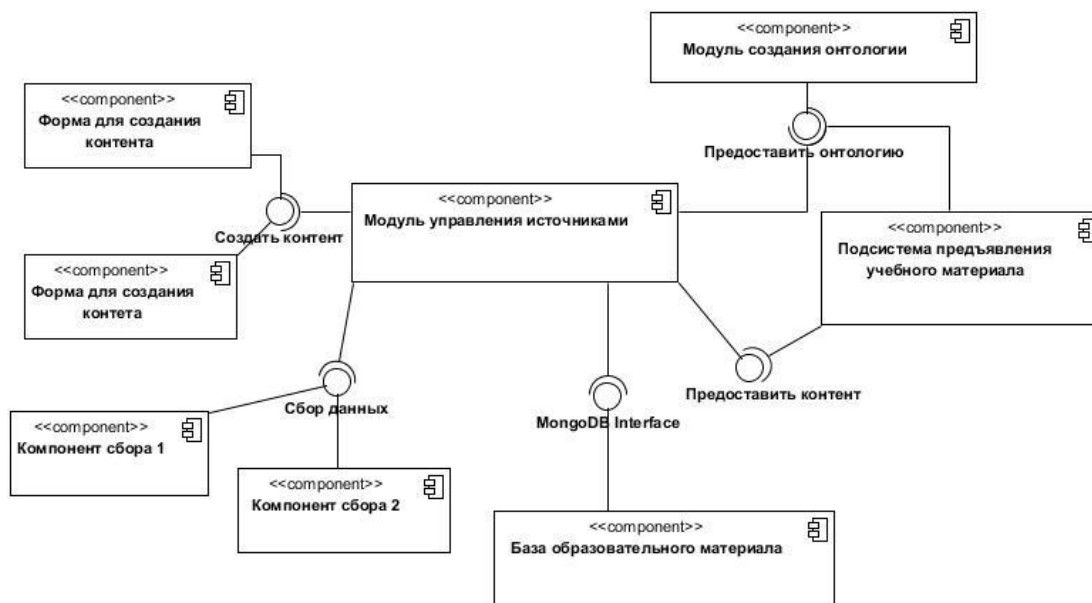 <<component>>
Модуль создания онтологии
<<component>>
Форма для создания
контента
Предоставить онтологию
<<component>>
Модуль управления источниками
Создать контент
<<component>>
Подсистема предъявления
учебного материала
<<component>>
Форма для создания
контета
Предоставить контент
Сбор данных
MongoDB Interface
<<component>>
Компонент сбора 1
<<component>>
Компонент сбора 2
<<component>>
База образовательного материала